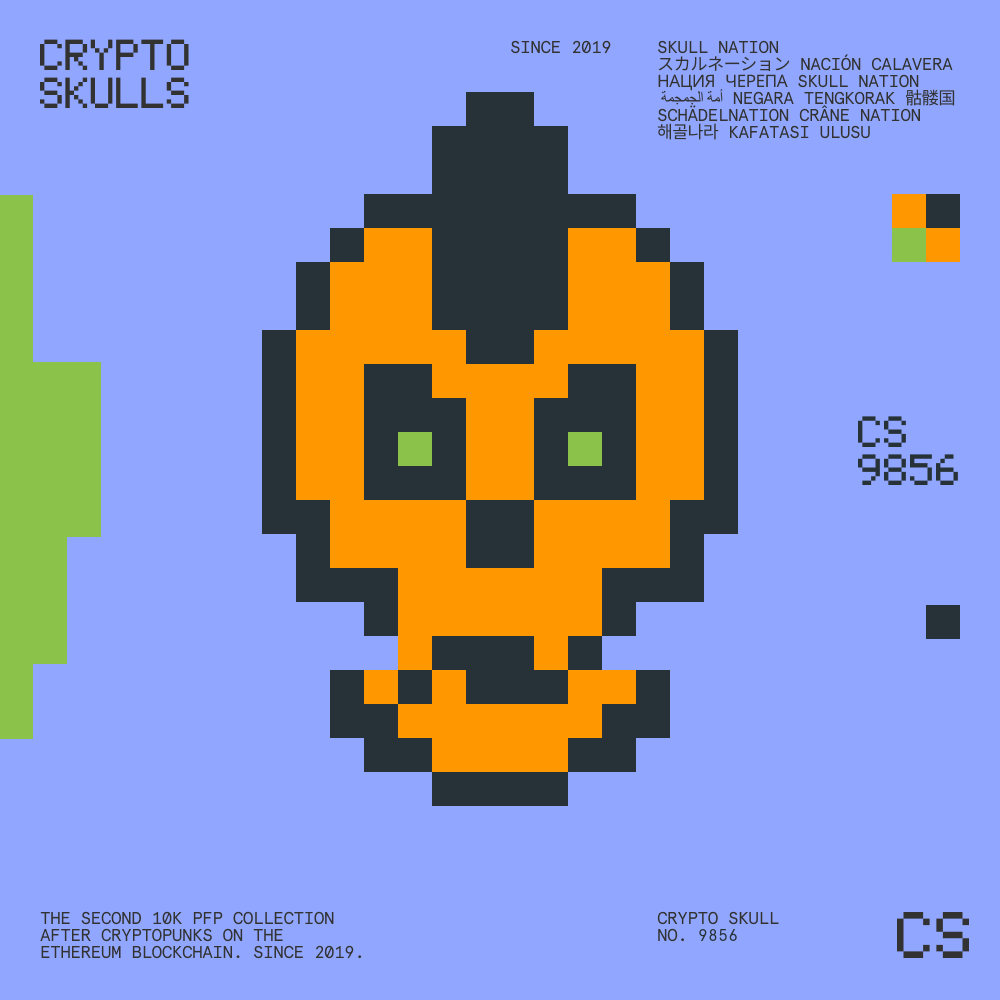 CRYPTO
SKULLS
SINCE 2019
SKULL NATION
スカルネーション NACIÓN CALAVERA
НАЦИЯ ЧЕРЕПА SKULL NATION
أمة الجمجمة NEGARA TENGKORAK 骷髅国
SCHÄDELNATION CRÂNE NATION
해골나라 KAFATASI ULUSU
CS
9856
THE SECOND 10K PFP COLLECTION
AFTER CRYPTOPUNKS ON THE
ETHEREUM BLOCKCHAIN. SINCE 2019.
CRYPTO SKULL
NO. 9856
CS